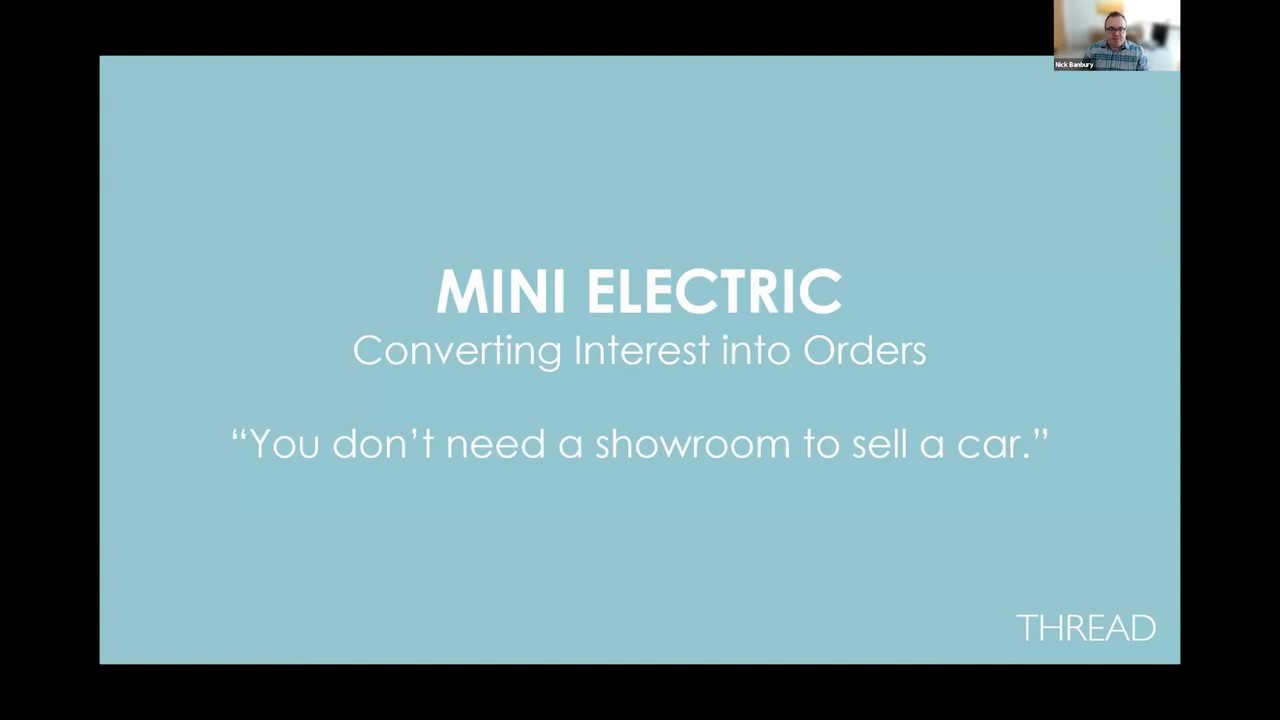 Nick Banbury
MINI ELECTRIC
Converting Interest into Orders
“You don’t need a showroom to sell a car.”
THREAD